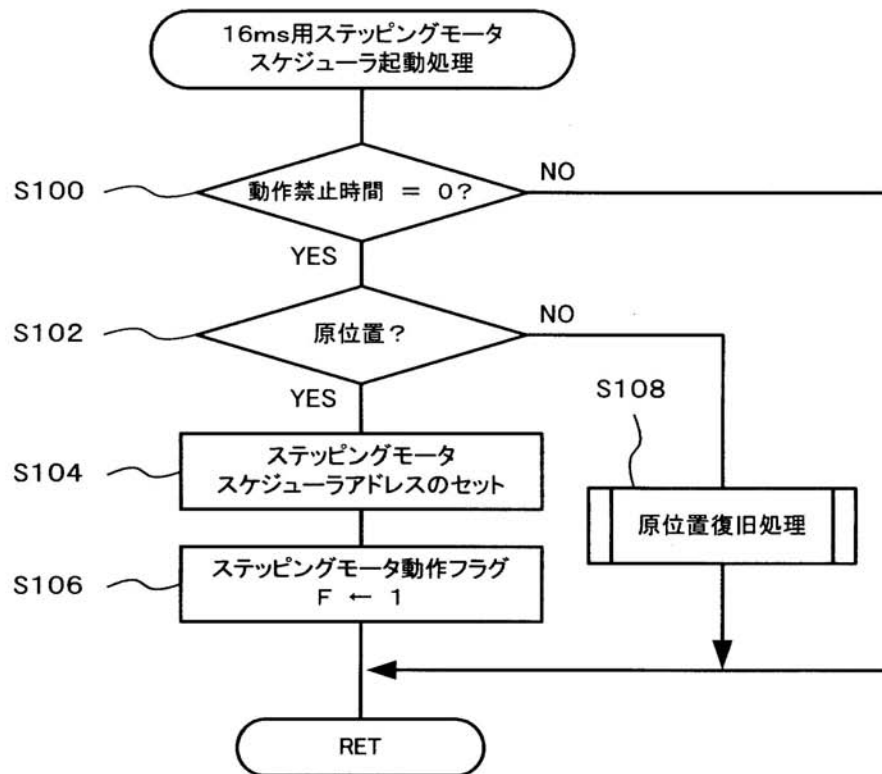 16ms用ステッピングモータ
スケジューラ起動処理
S100
動作禁止時間 = 0?
NO
YES
S102
原位置?
NO
YES
S108
S104
ステッピングモータ
スケジューラアドレスのセット
原位置復旧処理
S106
ステッピングモータ動作フラグ
F ← 1
RET